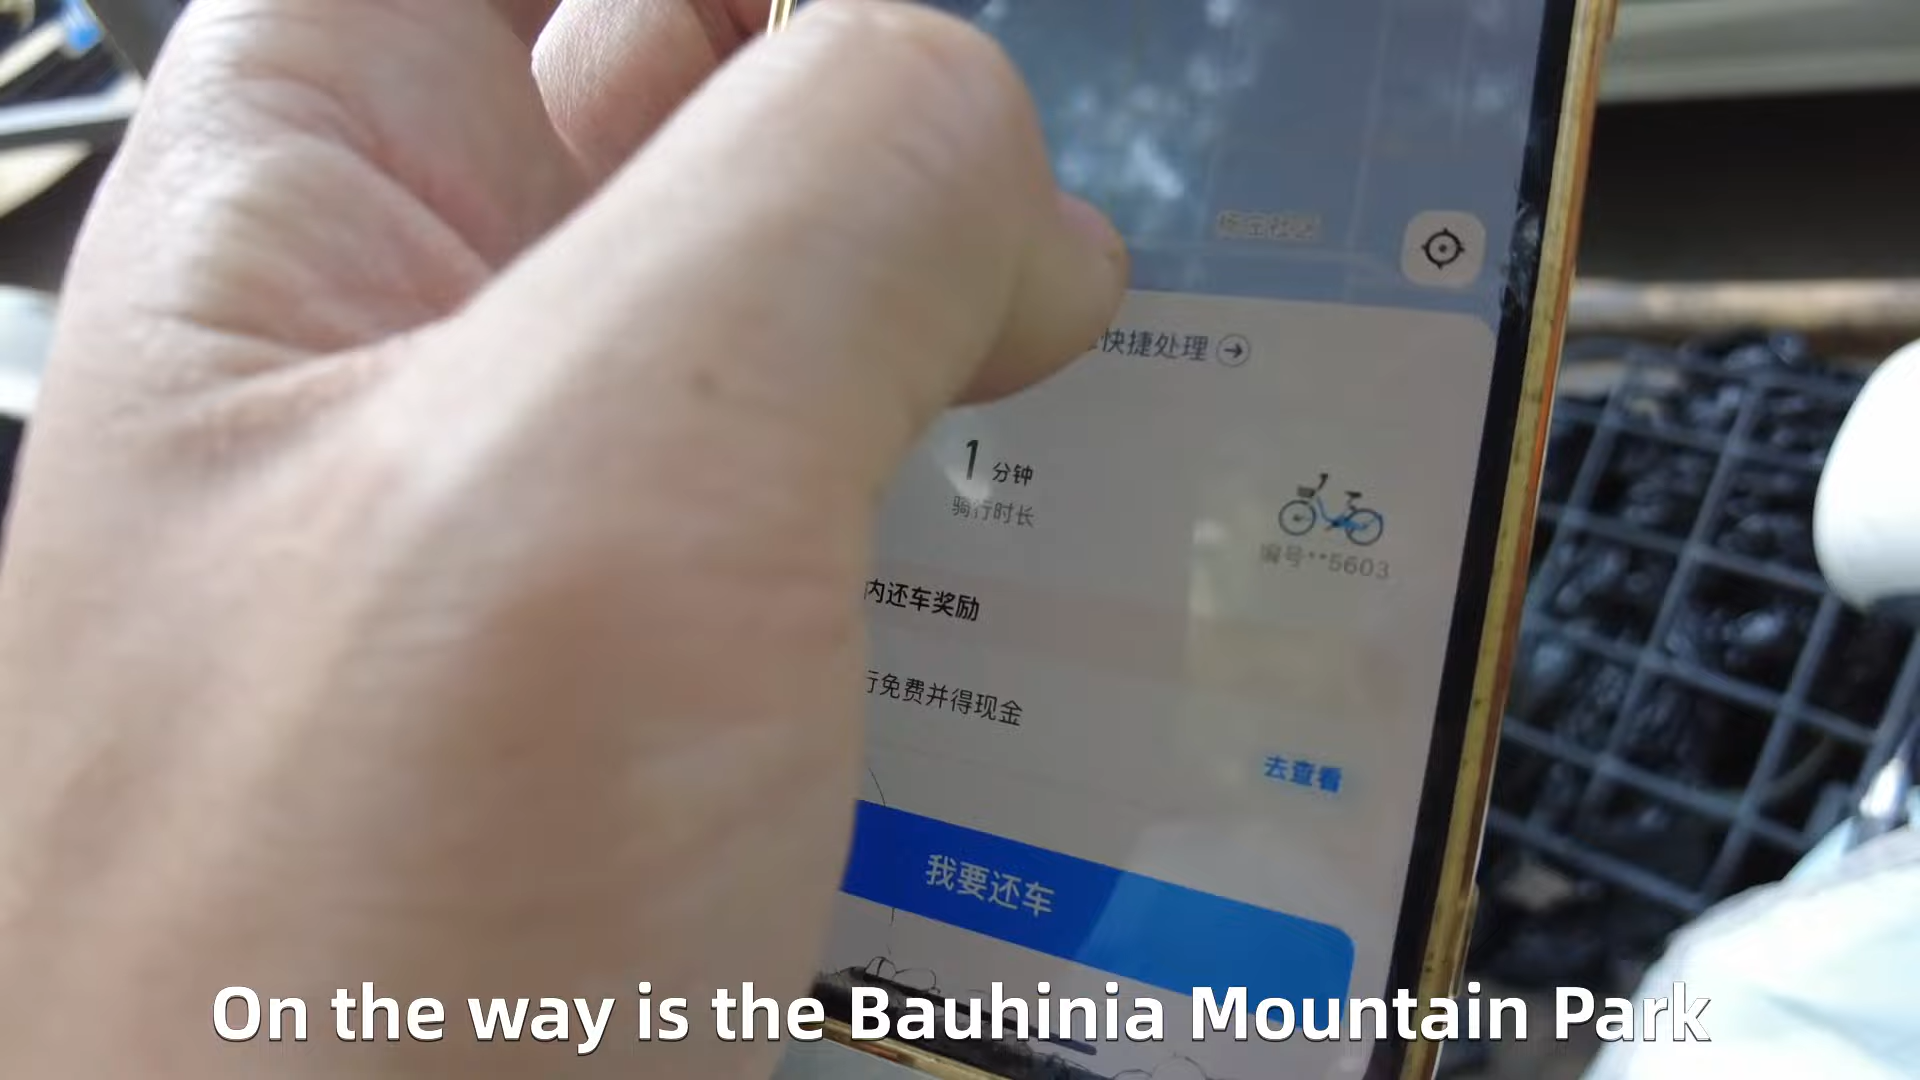 快捷处理
1 分钟
骑行时长
编号**5603
内还车奖励
行免费并得现金
去查看
我要还车
On the way is the Bauhinia Mountain Park